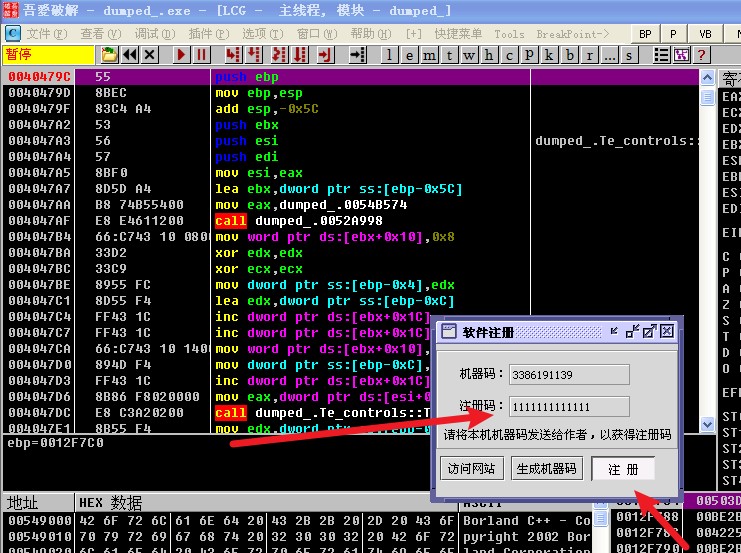 吾爱破解 - dumped_.exe - [LCG - 主线程, 模块 - dumped_]
文件(F) 查看(V) 调试(D) 插件(P) 选项(T) 窗口(W) 帮助(H) [+] 快捷菜单 Tools BreakPoint-> BP P VB
暂停 l e m t w h c p k b r ... s ?
0040479C 55 push ebp
0040479D 8BEC mov ebp,esp
0040479F 83C4 A4 add esp,-0x5C
004047A2 53 push ebx
004047A3 56 push esi dumped_.Te_controls::
004047A4 57 push edi
004047A5 8BF0 mov esi,eax
004047A7 8D5D A4 lea ebx,dword ptr ss:[ebp-0x5C]
004047AA B8 74B55400 mov eax,dumped_.0054B574
004047AF E8 E4611200 call dumped_.0052A998
004047B4 66:C743 10 080 mov word ptr ds:[ebx+0x10],0x8
004047BA 33D2 xor edx,edx
004047BC 33C9 xor ecx,ecx
004047BE 8955 FC mov dword ptr ss:[ebp-0x4],edx
004047C1 8D55 F4 lea edx,dword ptr ss:[ebp-0xC]
004047C4 FF43 1C inc dword ptr ds:[ebx+0x1C]
004047C7 FF43 1C inc dword ptr ds:[ebx+0x1C]
004047CA 66:C743 10 140 mov word ptr ds:[ebx+0x10],
004047D0 894D F4 mov dword ptr ss:[ebp-0xC],
004047D3 FF43 1C inc dword ptr ds:[ebx+0x1C]
004047D6 8B86 F8020000 mov eax,dword ptr ds:[esi+
004047DC E8 C3A20200 call dumped_.Te_controls::T
004047E1 8B55 F4 mov edx,dword ptr ss:[ebp-0
ebp=0012F7C0
软件注册
机器码: 3386191139
注册码: 1111111111111
请将本机机器码发送给作者,以获得注册码
访问网站 生成机器码 注 册
EA
EC
ED
EB
ES
EB
ES
ED
EI
C
P
A
Z
S
T
D
O
EF
ST
ST
ST
ST
地址 HEX 数据 ASCII
00549000 42 6F 72 6C 61 6E 64 20 43 2B 2B 20 2D 20 43 6F Borland C++ - Co
00549010 70 79 72 69 67 68 74 20 32 30 30 32 20 42 6F 72 pyright 2002 Bor
00503D
0012F788 00BE2B
0012F78C 004225
0012F790 00BE20